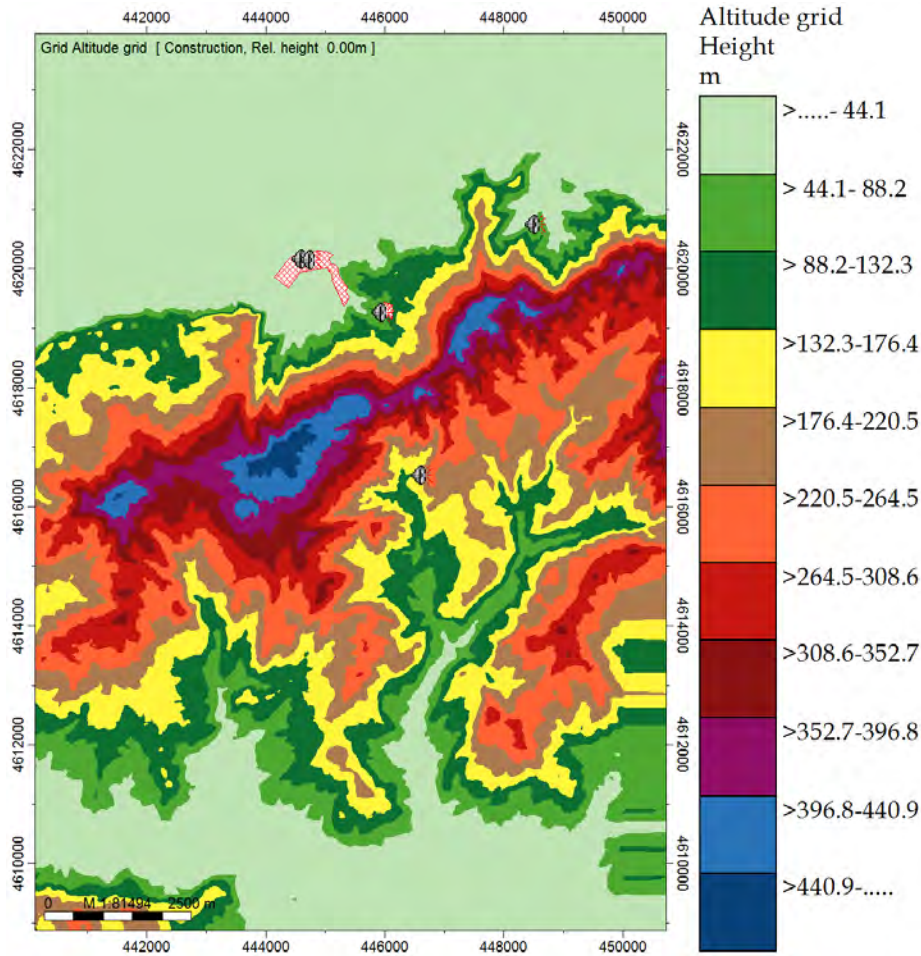 442000 444000 446000 448000 450000
Grid Altitude grid [ Construction, Rel. height 0.00m ]
4622000 4622000
4620000 4620000
4618000 4618000
4616000 4616000
4614000 4614000
4612000 4612000
4610000 4610000
0 M 1:81494 2500 m
442000 444000 446000 448000 450000
Altitude grid
Height
m
>.....- 44.1
> 44.1- 88.2
> 88.2-132.3
>132.3-176.4
>176.4-220.5
>220.5-264.5
>264.5-308.6
>308.6-352.7
>352.7-396.8
>396.8-440.9
>440.9-.....